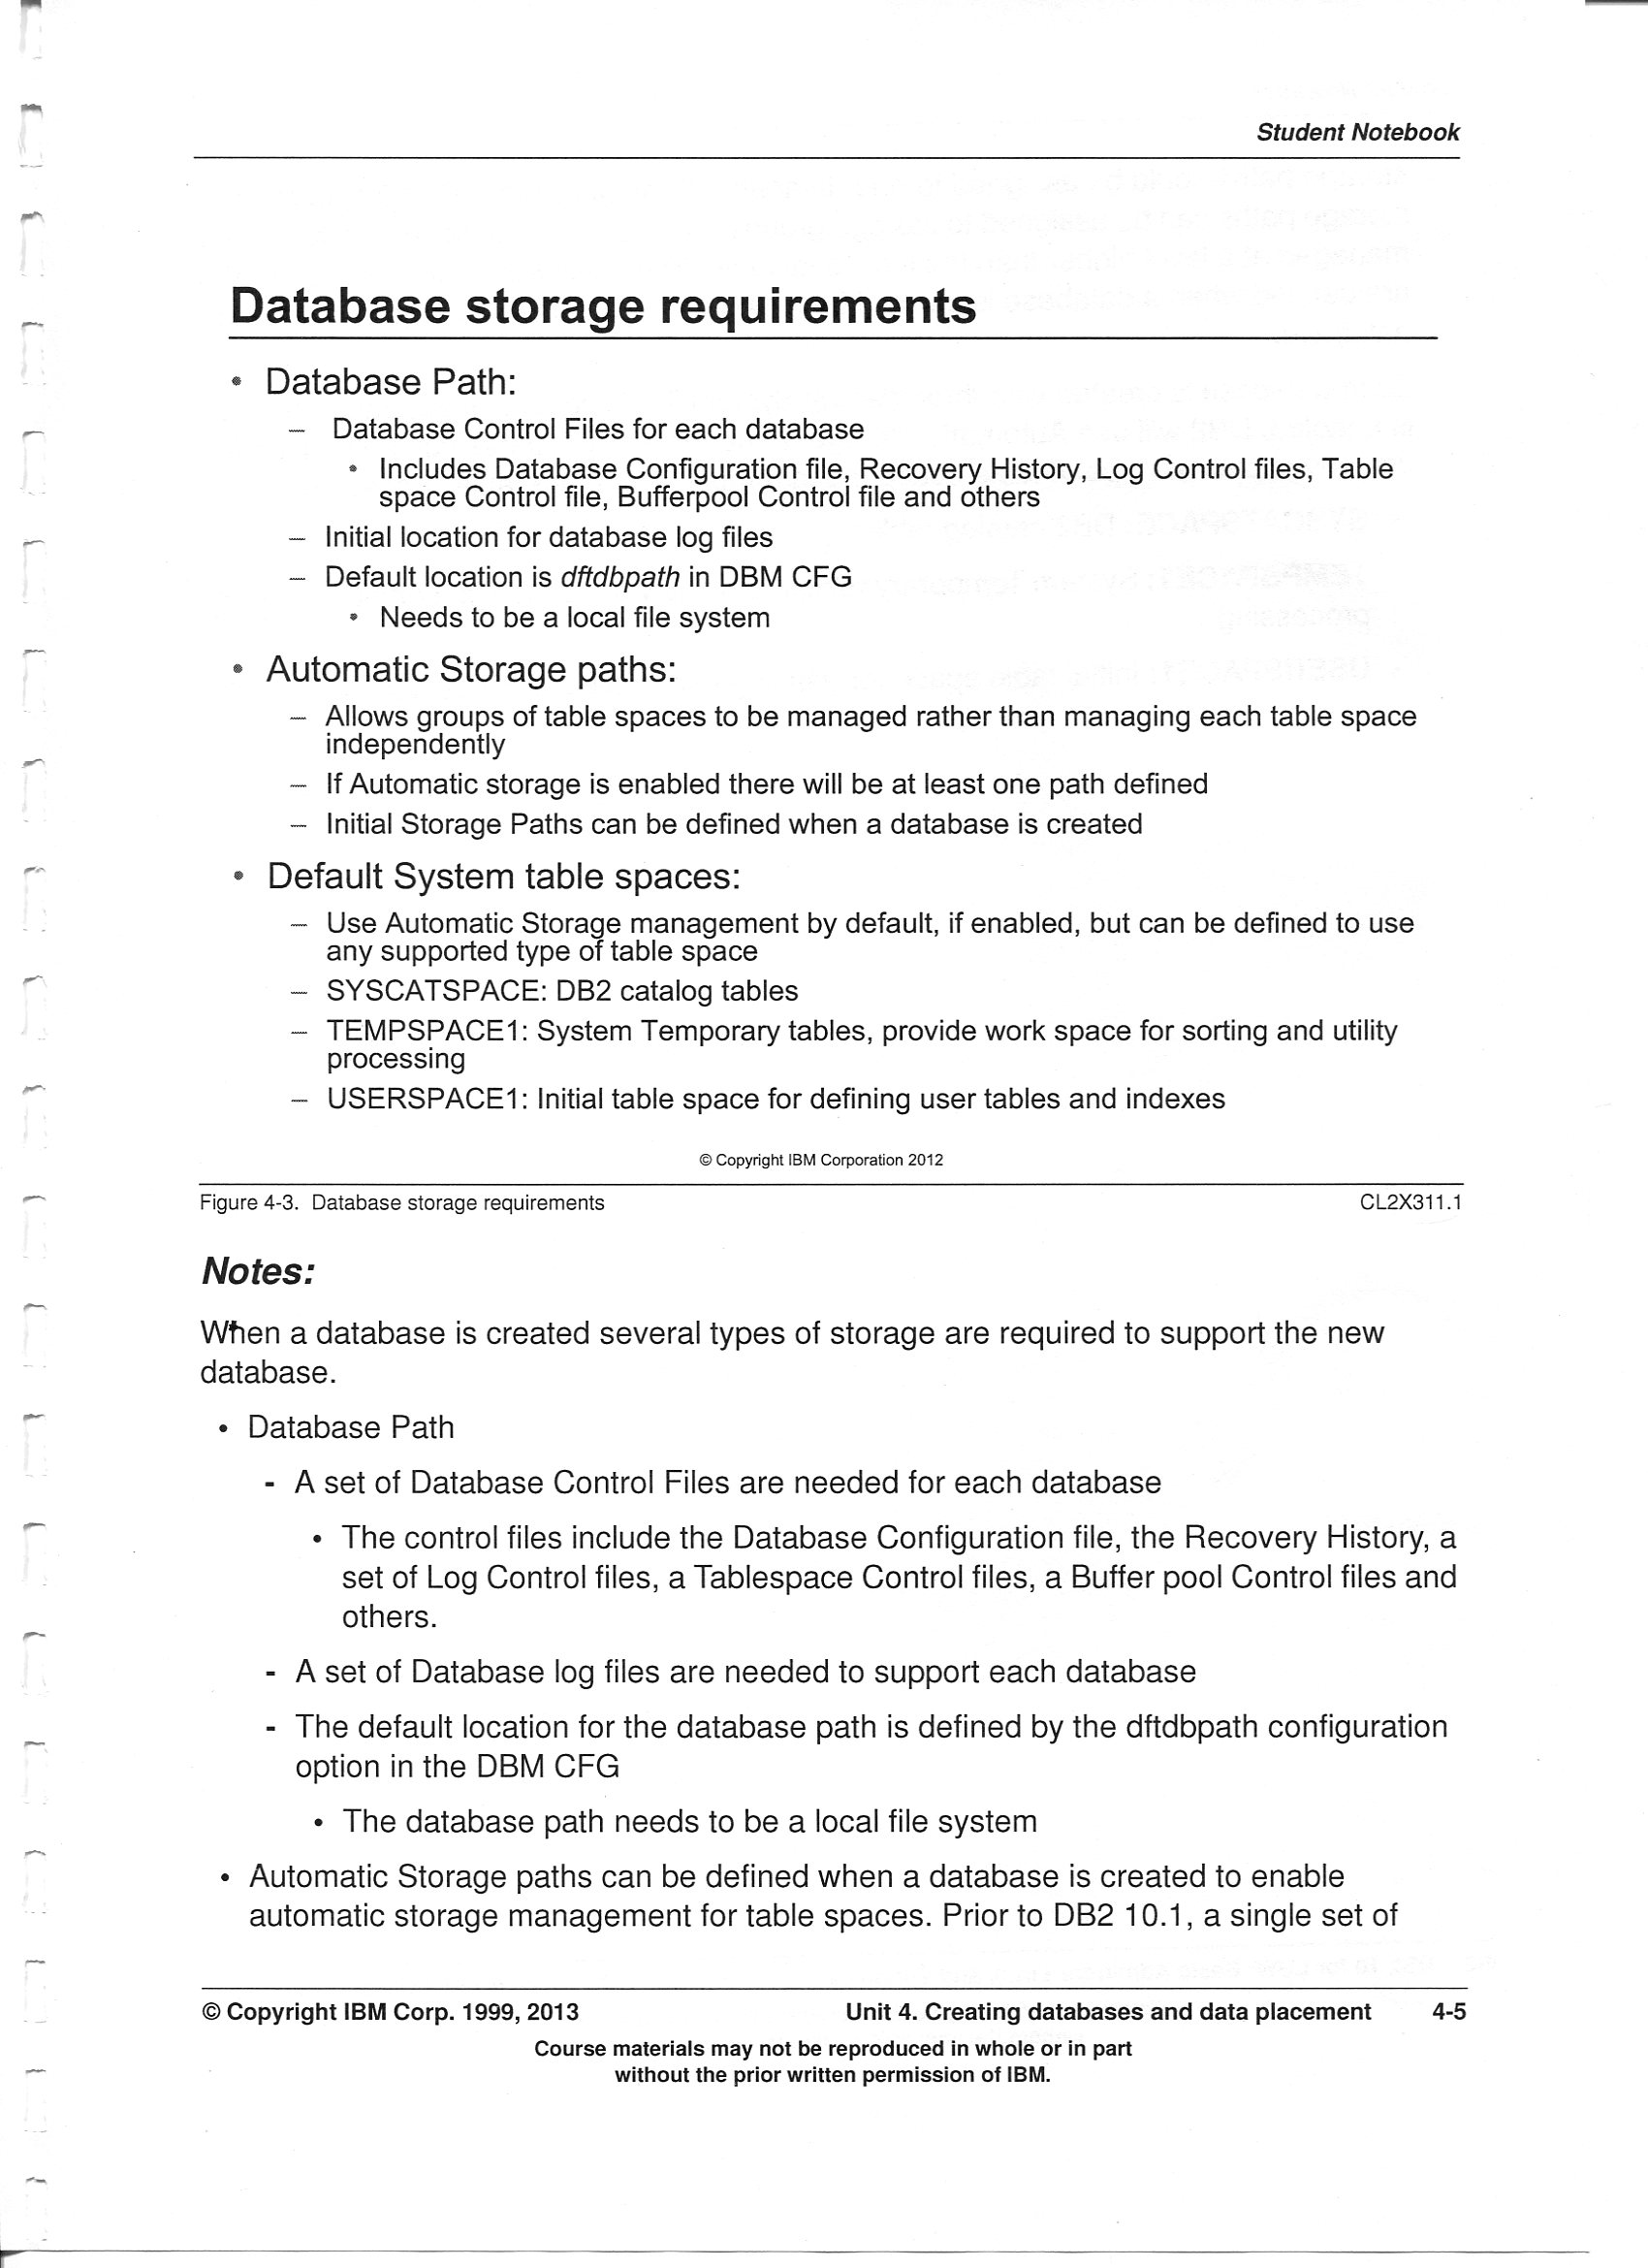 Student Notebook
Database storage requirements
• Database Path:
– Database Control Files for each database
• Includes Database Configuration file, Recovery History, Log Control files, Table
space Control file, Bufferpool Control file and others
– Initial location for database log files
– Default location is dftdbpath in DBM CFG
• Needs to be a local file system
• Automatic Storage paths:
– Allows groups of table spaces to be managed rather than managing each table space
independently
– If Automatic storage is enabled there will be at least one path defined
– Initial Storage Paths can be defined when a database is created
• Default System table spaces:
– Use Automatic Storage management by default, if enabled, but can be defined to use
any supported type of table space
– SYSCATSPACE: DB2 catalog tables
– TEMPSPACE1: System Temporary tables, provide work space for sorting and utility
processing
– USERSPACE1: Initial table space for defining user tables and indexes
© Copyright IBM Corporation 2012
Figure 4-3. Database storage requirements CL2X311.1
Notes:
When a database is created several types of storage are required to support the new
database.
• Database Path
- A set of Database Control Files are needed for each database
• The control files include the Database Configuration file, the Recovery History, a
set of Log Control files, a Tablespace Control files, a Buffer pool Control files and
others.
- A set of Database log files are needed to support each database
- The default location for the database path is defined by the dftdbpath configuration
option in the DBM CFG
• The database path needs to be a local file system
• Automatic Storage paths can be defined when a database is created to enable
automatic storage management for table spaces. Prior to DB2 10.1, a single set of
© Copyright IBM Corp. 1999, 2013 Unit 4. Creating databases and data placement 4-5
Course materials may not be reproduced in whole or in part
without the prior written permission of IBM.